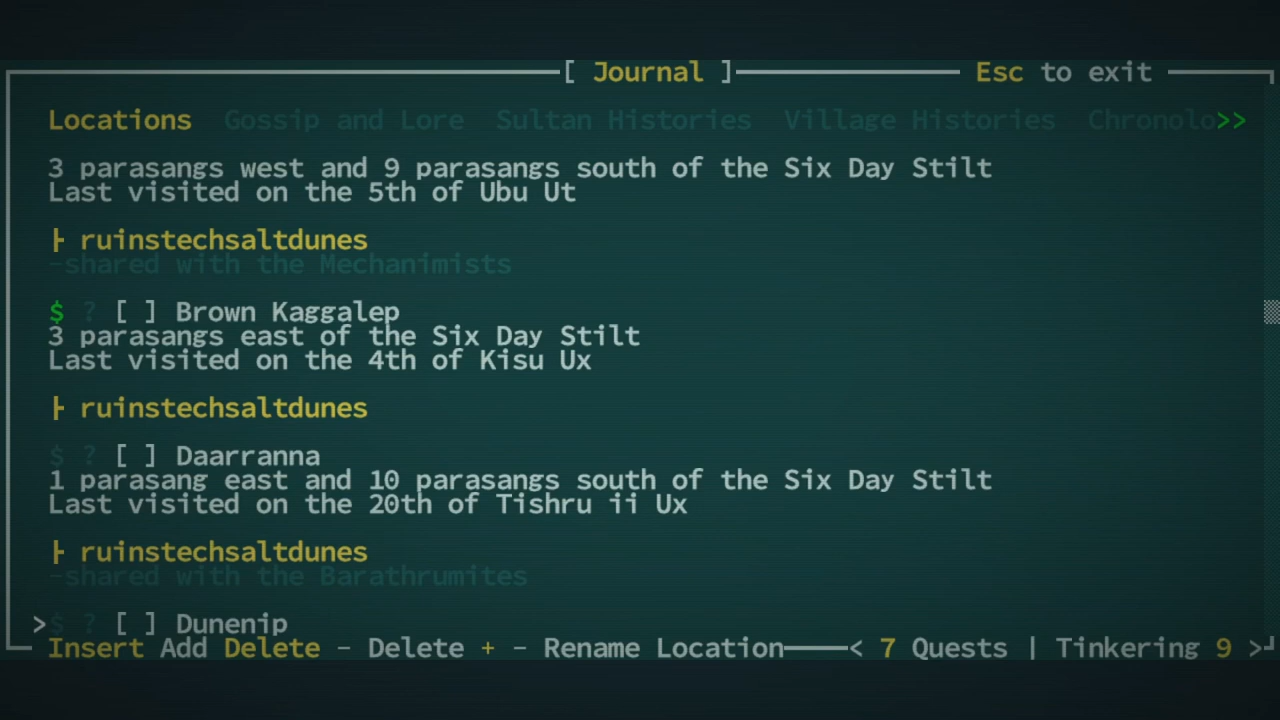 [ Journal ] Esc to exit
Locations Gossip and Lore Sultan Histories Village Histories Chronolo>>
3 parasangs west and 9 parasangs south of the Six Day Stilt
Last visited on the 5th of Ubu Ut
├ ruinstechsaltdunes
-shared with the Mechanimists
$ ? [ ] Brown Kaggalep
3 parasangs east of the Six Day Stilt
Last visited on the 4th of Kisu Ux
├ ruinstechsaltdunes
$ ? [ ] Daarranna
1 parasang east and 10 parasangs south of the Six Day Stilt
Last visited on the 20th of Tishru ii Ux
├ ruinstechsaltdunes
-shared with the Barathrumites
>$ ? [ ] Dunenip
Insert Add Delete - Delete + - Rename Location < 7 Quests | Tinkering 9 >